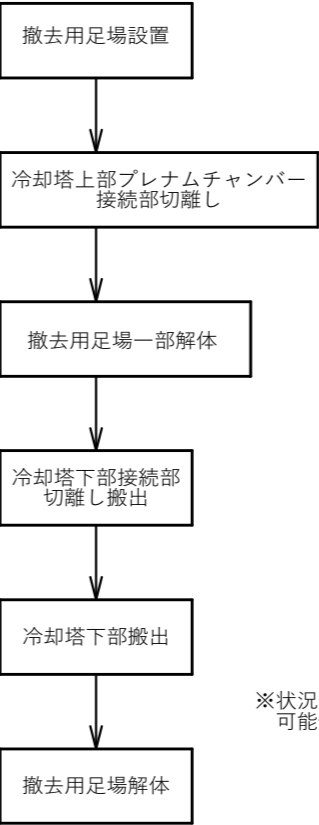 撤去用足場設置
冷却塔上部プレナムチャンバー
接続部切離し
撤去用足場一部解体
冷却塔下部接続部
切離し搬出
冷却塔下部搬出
※状況
可能
撤去用足場解体